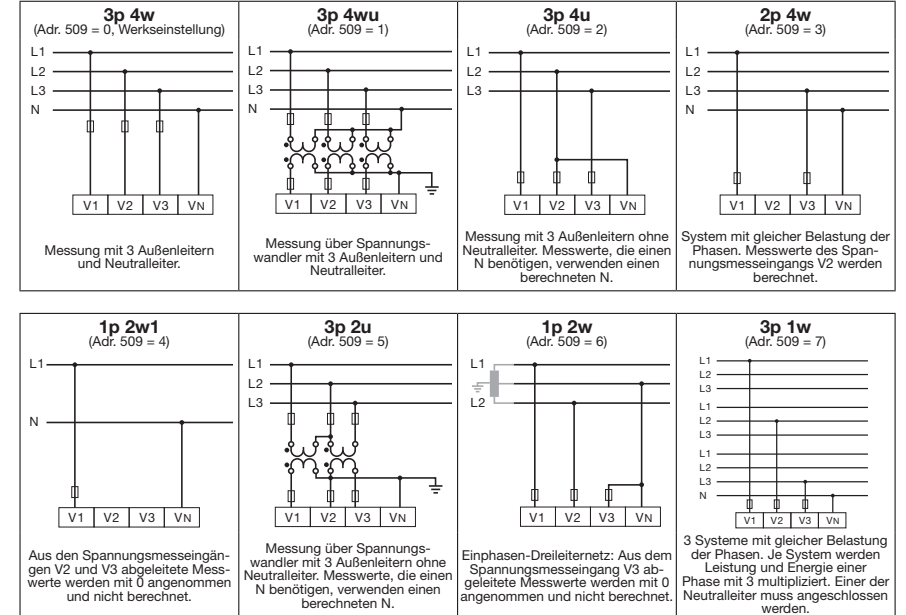 3p 4w
(Adr. 509 = 0, Werkseinstellung)
L1
L2
L3
N
V1 V2 V3 VN
Messung mit 3 Außenleitern
und Neutralleiter.
3p 4wu
(Adr. 509 = 1)
L1
L2
L3
N
V1 V2 V3 VN
Messung über Spannungs-
wandler mit 3 Außenleitern und
Neutralleiter.
3p 4u
(Adr. 509 = 2)
L1
L2
L3
V1 V2 V3 VN
Messung mit 3 Außenleitern ohne
Neutralleiter. Messwerte, die einen
N benötigen, verwenden einen
berechneten N.
2p 4w
(Adr. 509 = 3)
L1
L2
L3
N
V1 V2 V3 VN
System mit gleicher Belastung der
Phasen. Messwerte des Span-
nungsmesseingangs V2 werden
berechnet.
1p 2w1
(Adr. 509 = 4)
L1
N
V1 V2 V3 VN
Aus den Spannungsmesseingän-
gen V2 und V3 abgeleitete Mess-
werte werden mit 0 angenommen
und nicht berechnet.
3p 2u
(Adr. 509 = 5)
L1
L2
L3
V1 V2 V3 VN
Messung über Spannungs-
wandler mit 3 Außenleitern ohne
Neutralleiter. Messwerte, die einen
N benötigen, verwenden einen
berechneten N.
1p 2w
(Adr. 509 = 6)
L1
L2
V1 V2 V3 VN
Einphasen-Dreileiternetz: Aus dem
Spannungsmesseingang V3 ab-
geleitete Messwerte werden mit 0
angenommen und nicht berechnet.
3p 1w
(Adr. 509 = 7)
L1
L2
L3
L1
L2
L3
L1
L2
L3
N
V1 V2 V3 VN
3 Systeme mit gleicher Belastung
der Phasen. Je System werden
Leistung und Energie einer
Phase mit 3 multipliziert. Einer der
Neutralleiter muss angeschlossen
werden.